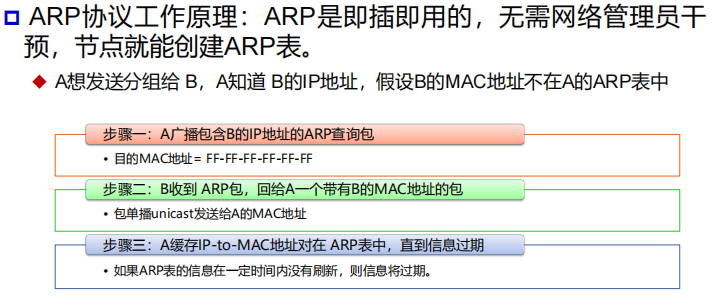 ARP协议工作原理：ARP是即插即用的，无需网络管理员干
预，节点就能创建ARP表。
A想发送分组给 B，A知道 B的IP地址，假设B的MAC地址不在A的ARP表中
步骤一：A广播包含B的IP地址的ARP查询包
• 目的MAC地址= FF-FF-FF-FF-FF-FF
步骤二：B收到 ARP包，回给A一个带有B的MAC地址的包
• 包单播unicast发送给A的MAC地址
步骤三：A缓存IP-to-MAC地址对在 ARP表中，直到信息过期
• 如果ARP表的信息在一定时间内没有刷新，则信息将过期。